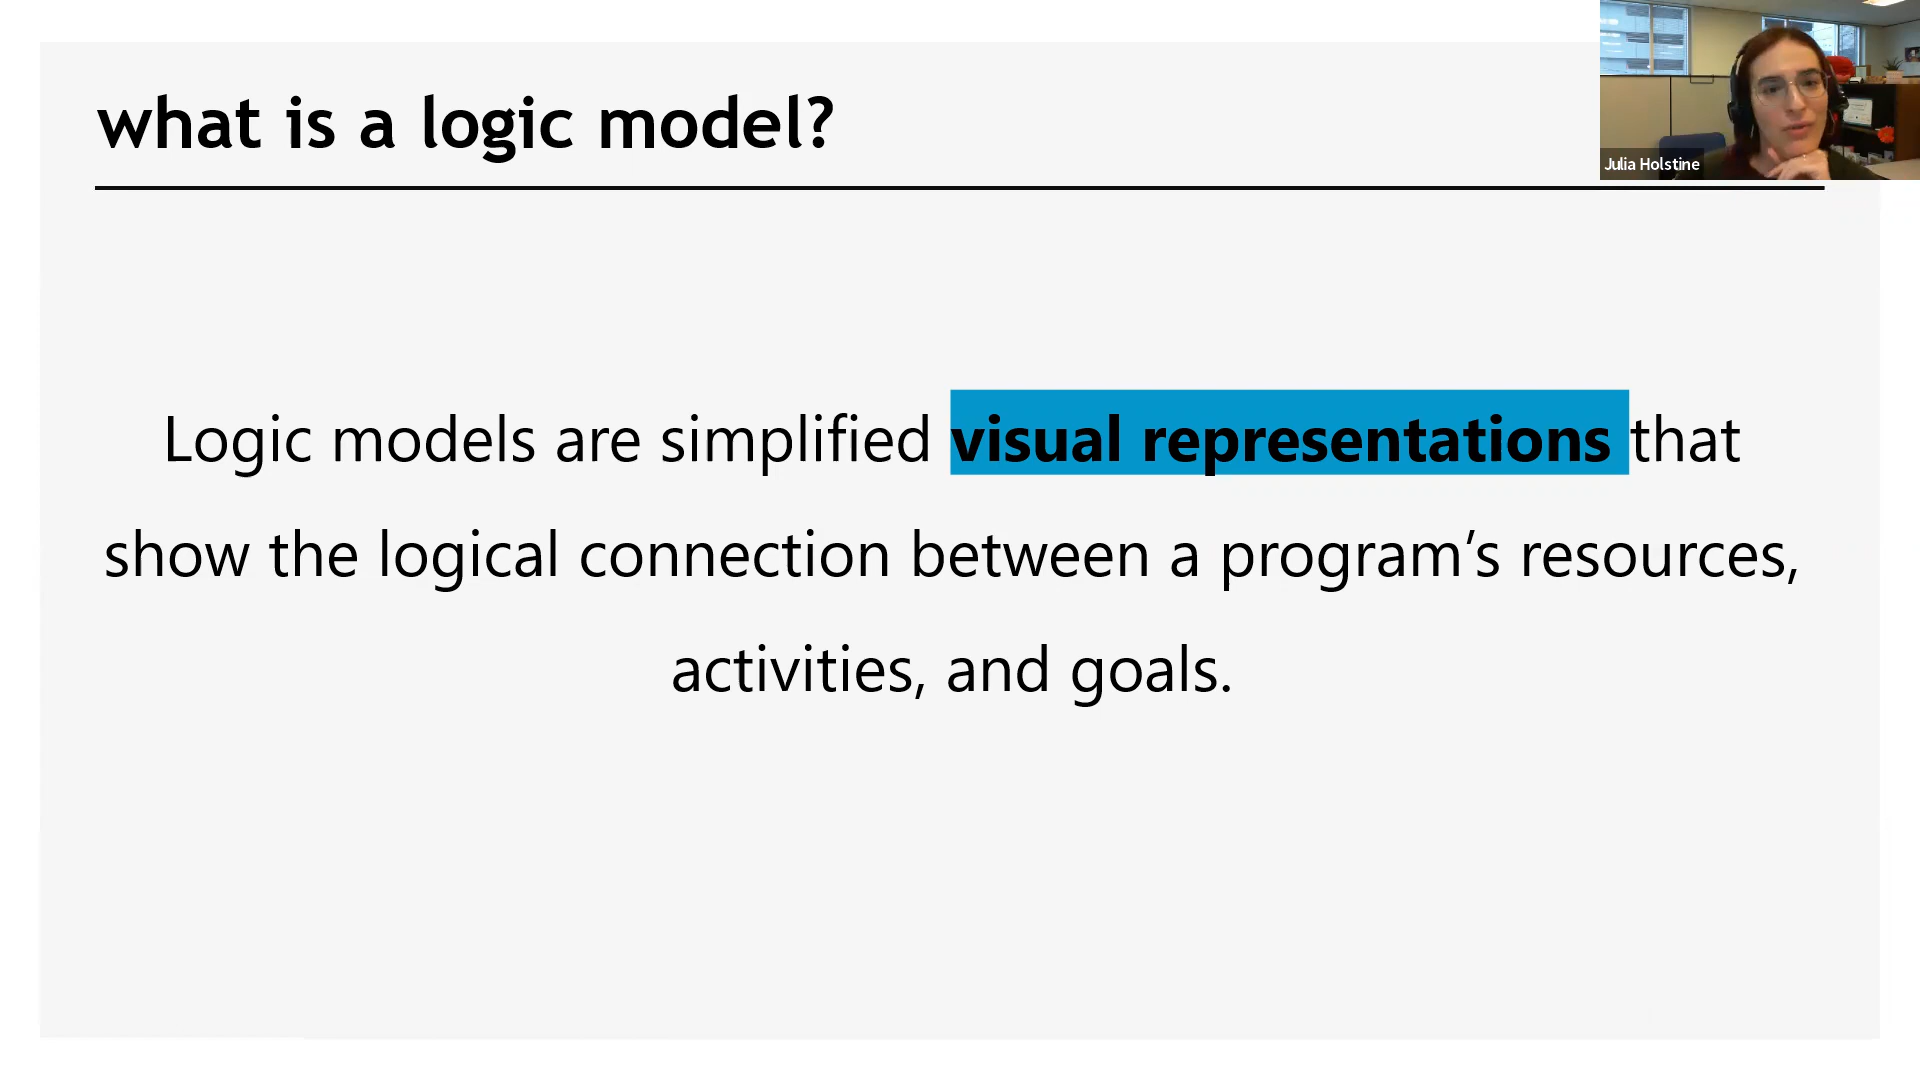 what is a logic model?
Julia Holstine
Logic models are simplified visual representations that
show the logical connection between a program’s resources,
activities, and goals.